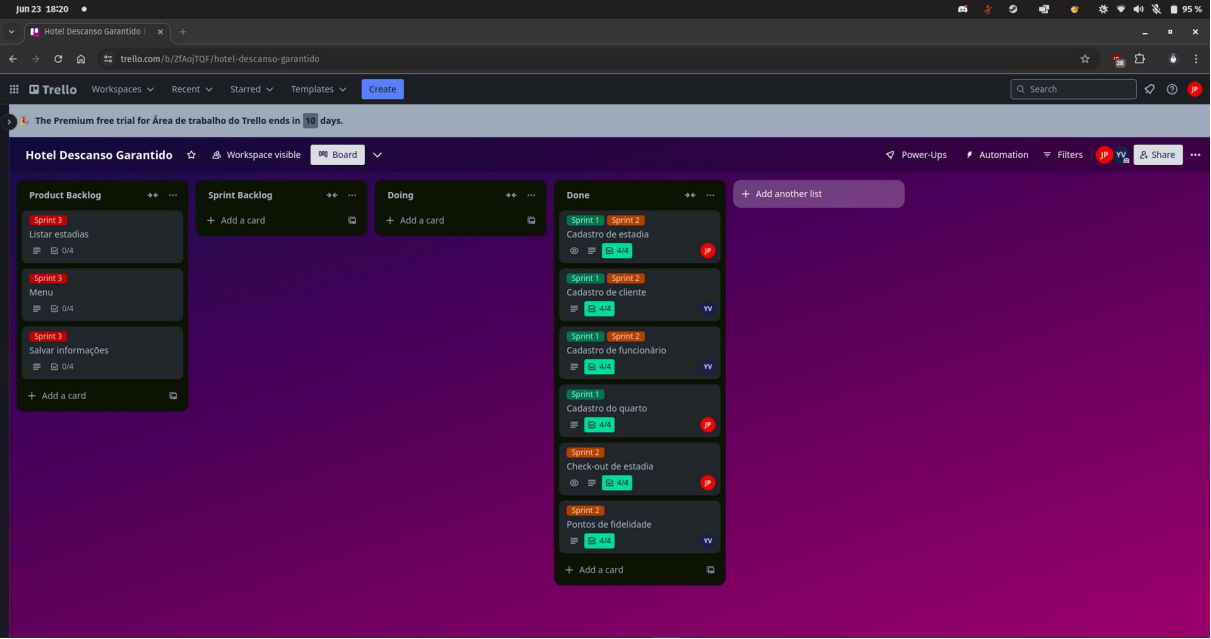 Jun 23 18:20
95 %
Hotel Descanso Garantido |
trello.com/b/ZfAojTQF/hotel-descanso-garantido
28
Trello
Workspaces
Recent
Starred
Templates
Create
Search
JP
The Premium free trial for Área de trabalho do Trello ends in 10 days.
Hotel Descanso Garantido
Workspace visible
Board
Power-Ups
Automation
Filters
JP
YV
Share
Product Backlog
Sprint 3
Listar estadias
0/4
Sprint 3
Menu
0/4
Sprint 3
Salvar informações
0/4
+ Add a card
Sprint Backlog
+ Add a card
Doing
+ Add a card
Done
Sprint 1 Sprint 2
Cadastro de estadia
4/4 JP
Sprint 1 Sprint 2
Cadastro de cliente
4/4 YV
Sprint 1 Sprint 2
Cadastro de funcionário
4/4 YV
Sprint 1
Cadastro do quarto
4/4 JP
Sprint 2
Check-out de estadia
4/4 JP
Sprint 2
Pontos de fidelidade
4/4 YV
+ Add a card
+ Add another list